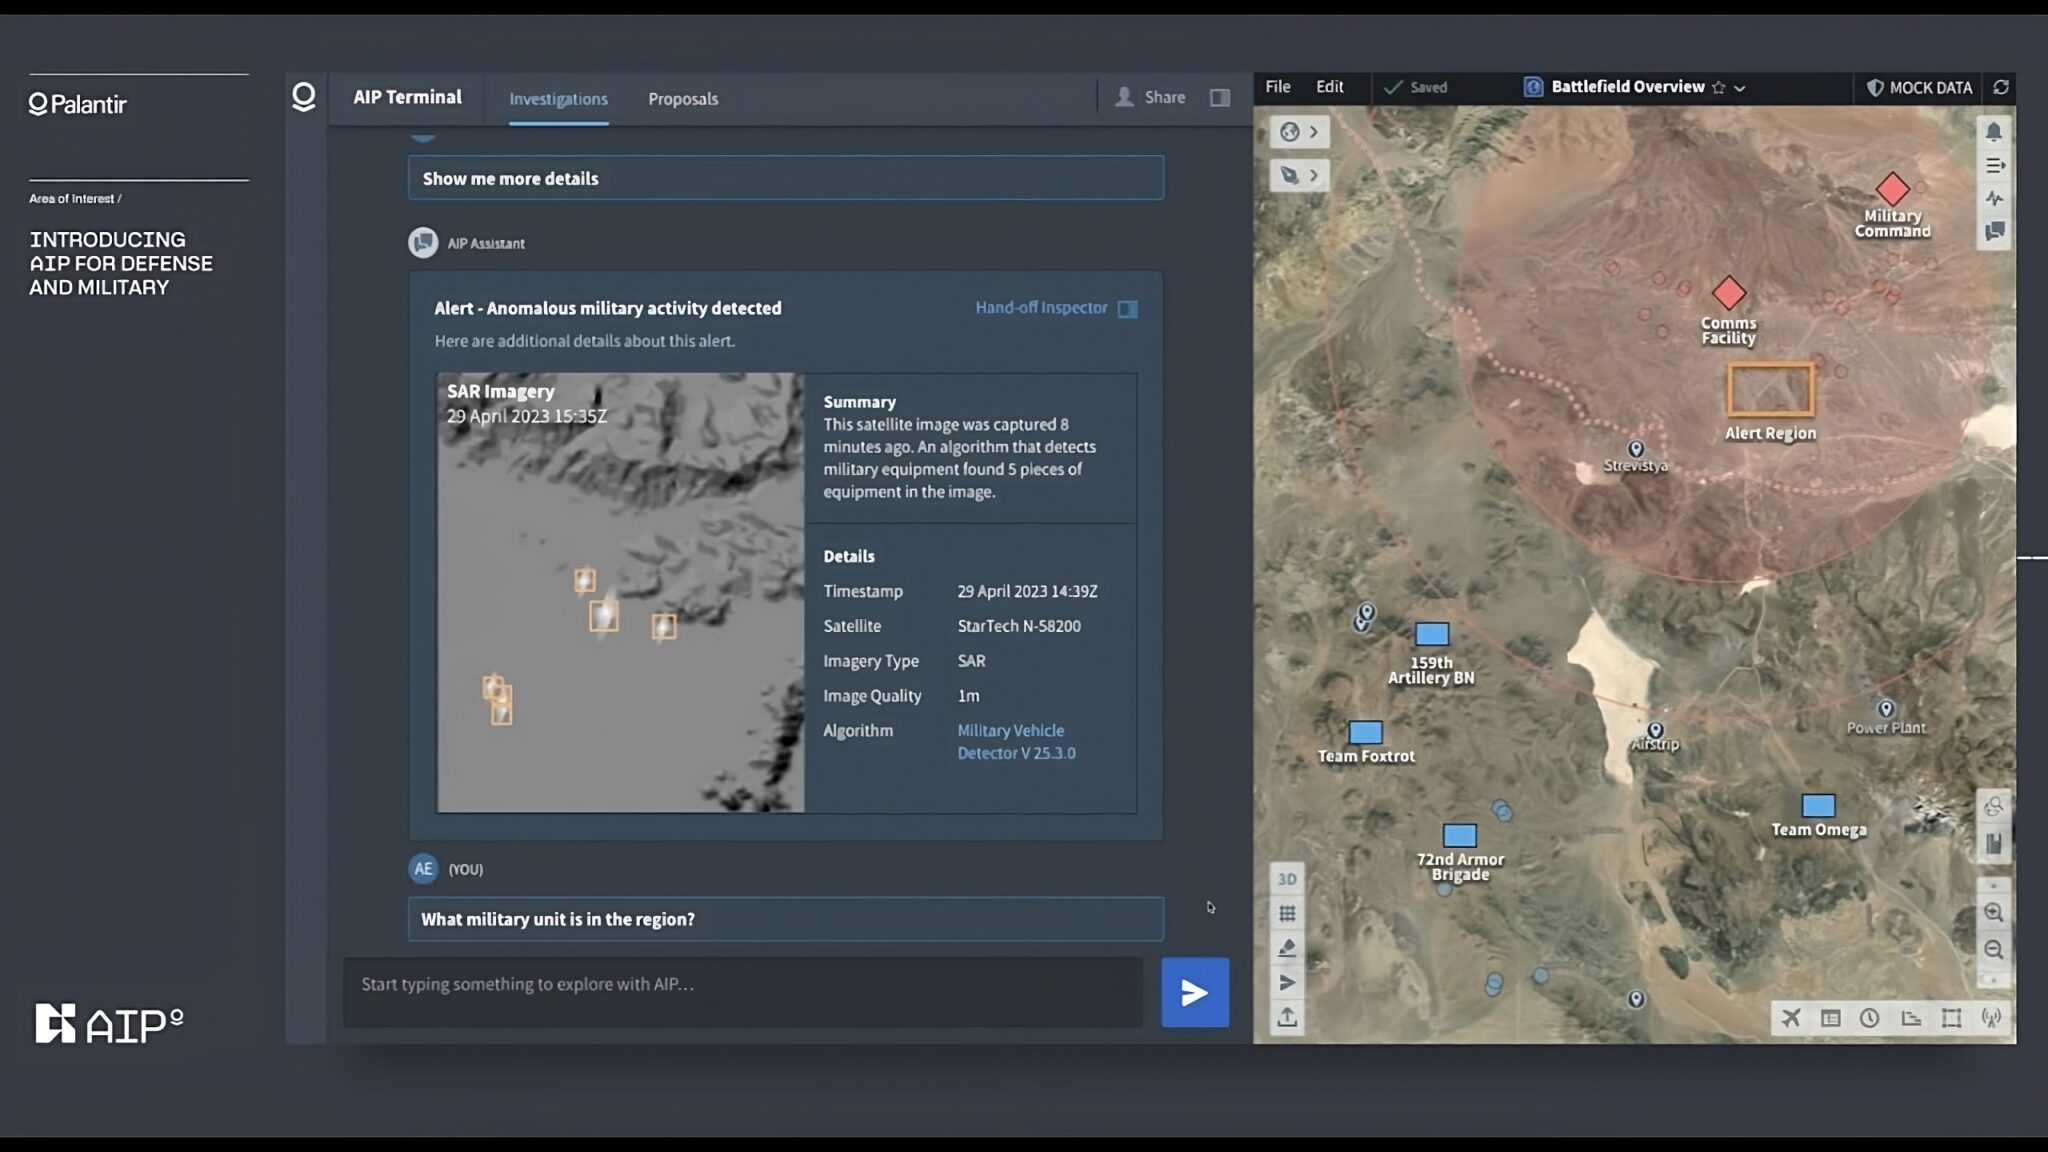 Palantir
Area of Interest /
INTRODUCING
AIP FOR DEFENSE
AND MILITARY
AIP
AIP Terminal
Investigations
Proposals
Share
Show me more details
AIP Assistant
Alert - Anomalous military activity detected
Hand-off Inspector
Here are additional details about this alert.
SAR Imagery
29 April 2023 15:35Z
Summary
This satellite image was captured 8
minutes ago. An algorithm that detects
military equipment found 5 pieces of
equipment in the image.
Details
Timestamp 29 April 2023 14:39Z
Satellite StarTech N-58200
Imagery Type SAR
Image Quality 1m
Algorithm Military Vehicle
Detector V 25.3.0
AE (YOU)
What military unit is in the region?
Start typing something to explore with AIP...
File
Edit
Saved
Battlefield Overview
MOCK DATA
Military
Command
Comms
Facility
Alert Region
Strevistya
159th
Artillery BN
Team Foxtrot
Airstrip
Power Plant
Team Omega
72nd Armor
Brigade
3D